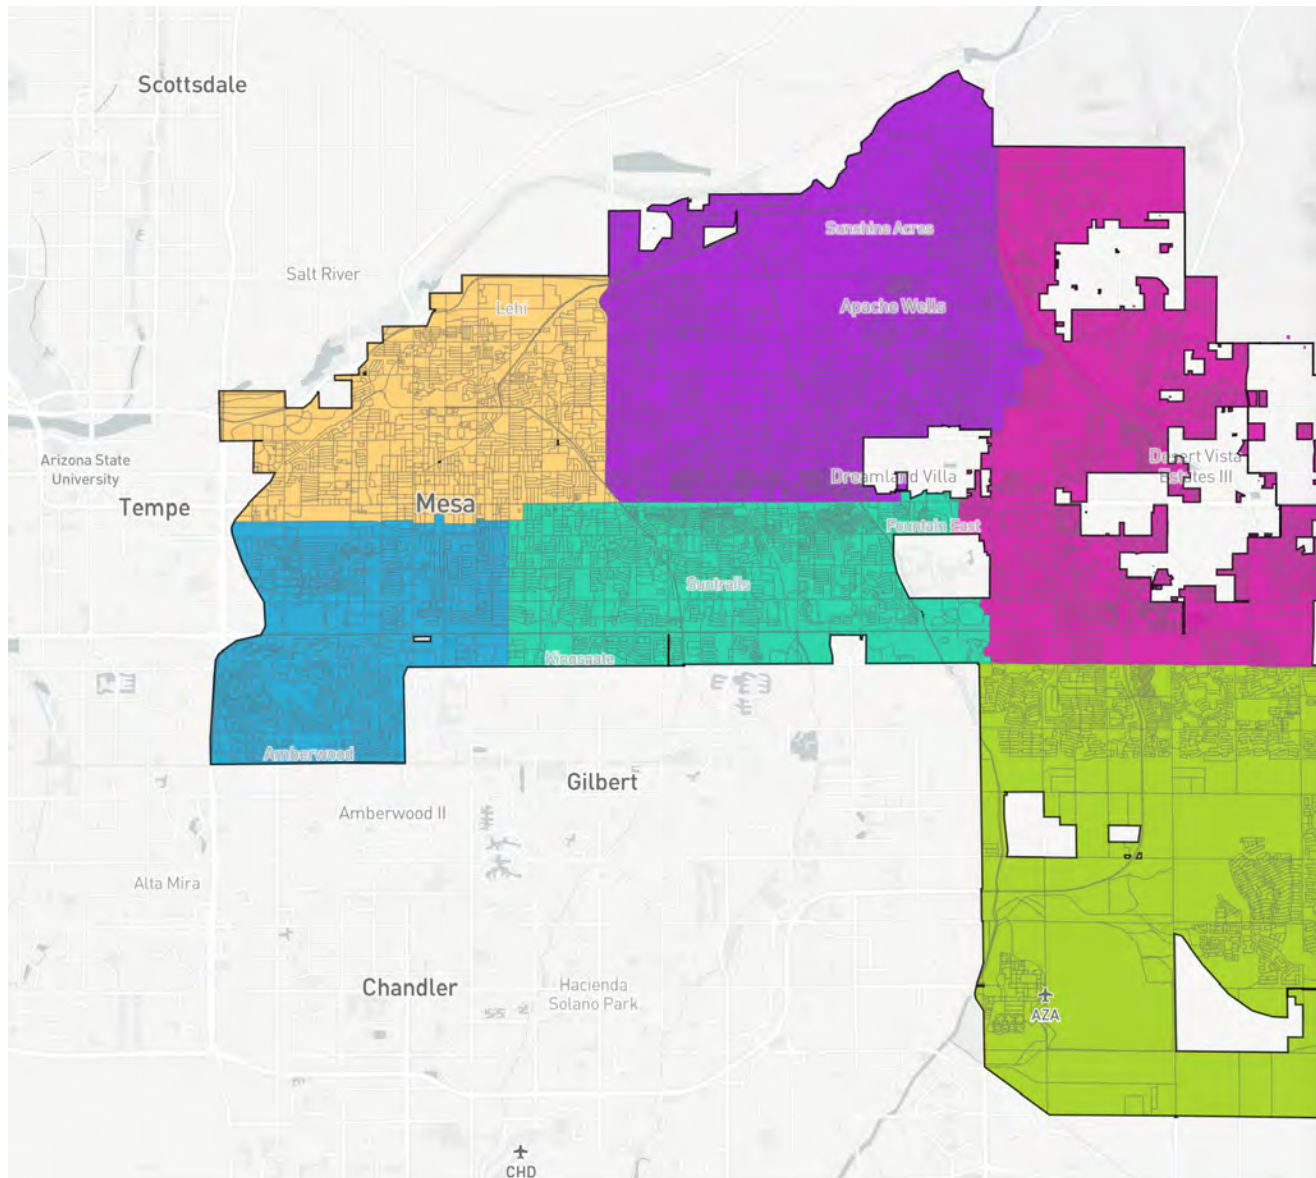 Scottsdale
Sunshine Acres
Salt River
Lehi
Apache Wells
Arizona State
University
Desert Vista
Estates III
Dreamland Villa
Tempe
Mesa
Fountain East
Suntrails
Kingsgate
Amberwood
Gilbert
Amberwood II
Alta Mira
Chandler
Hacienda
Solano Park
AZA
CHD